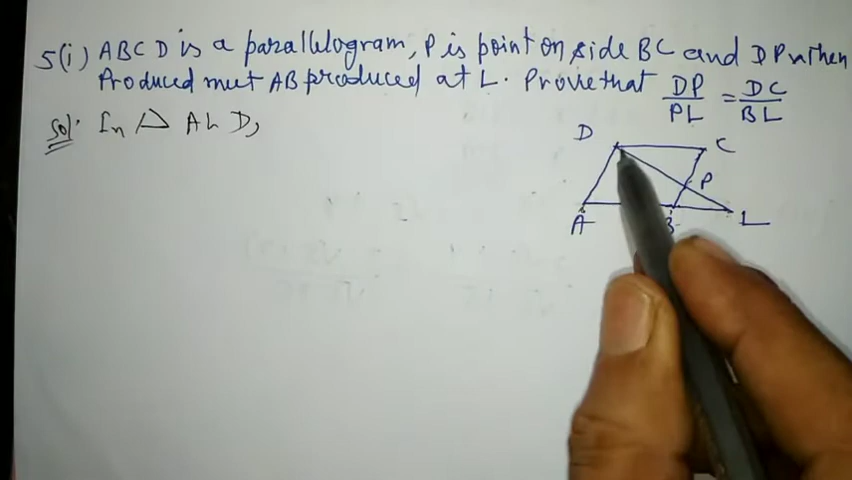 5(i) ABCD is a parallelogram, P is point on side BC and DP when
Produced meet AB produced at L. Prove that DP/PL = DC/BL
Sol. In △ ALD,
D
C
P
A
B
L